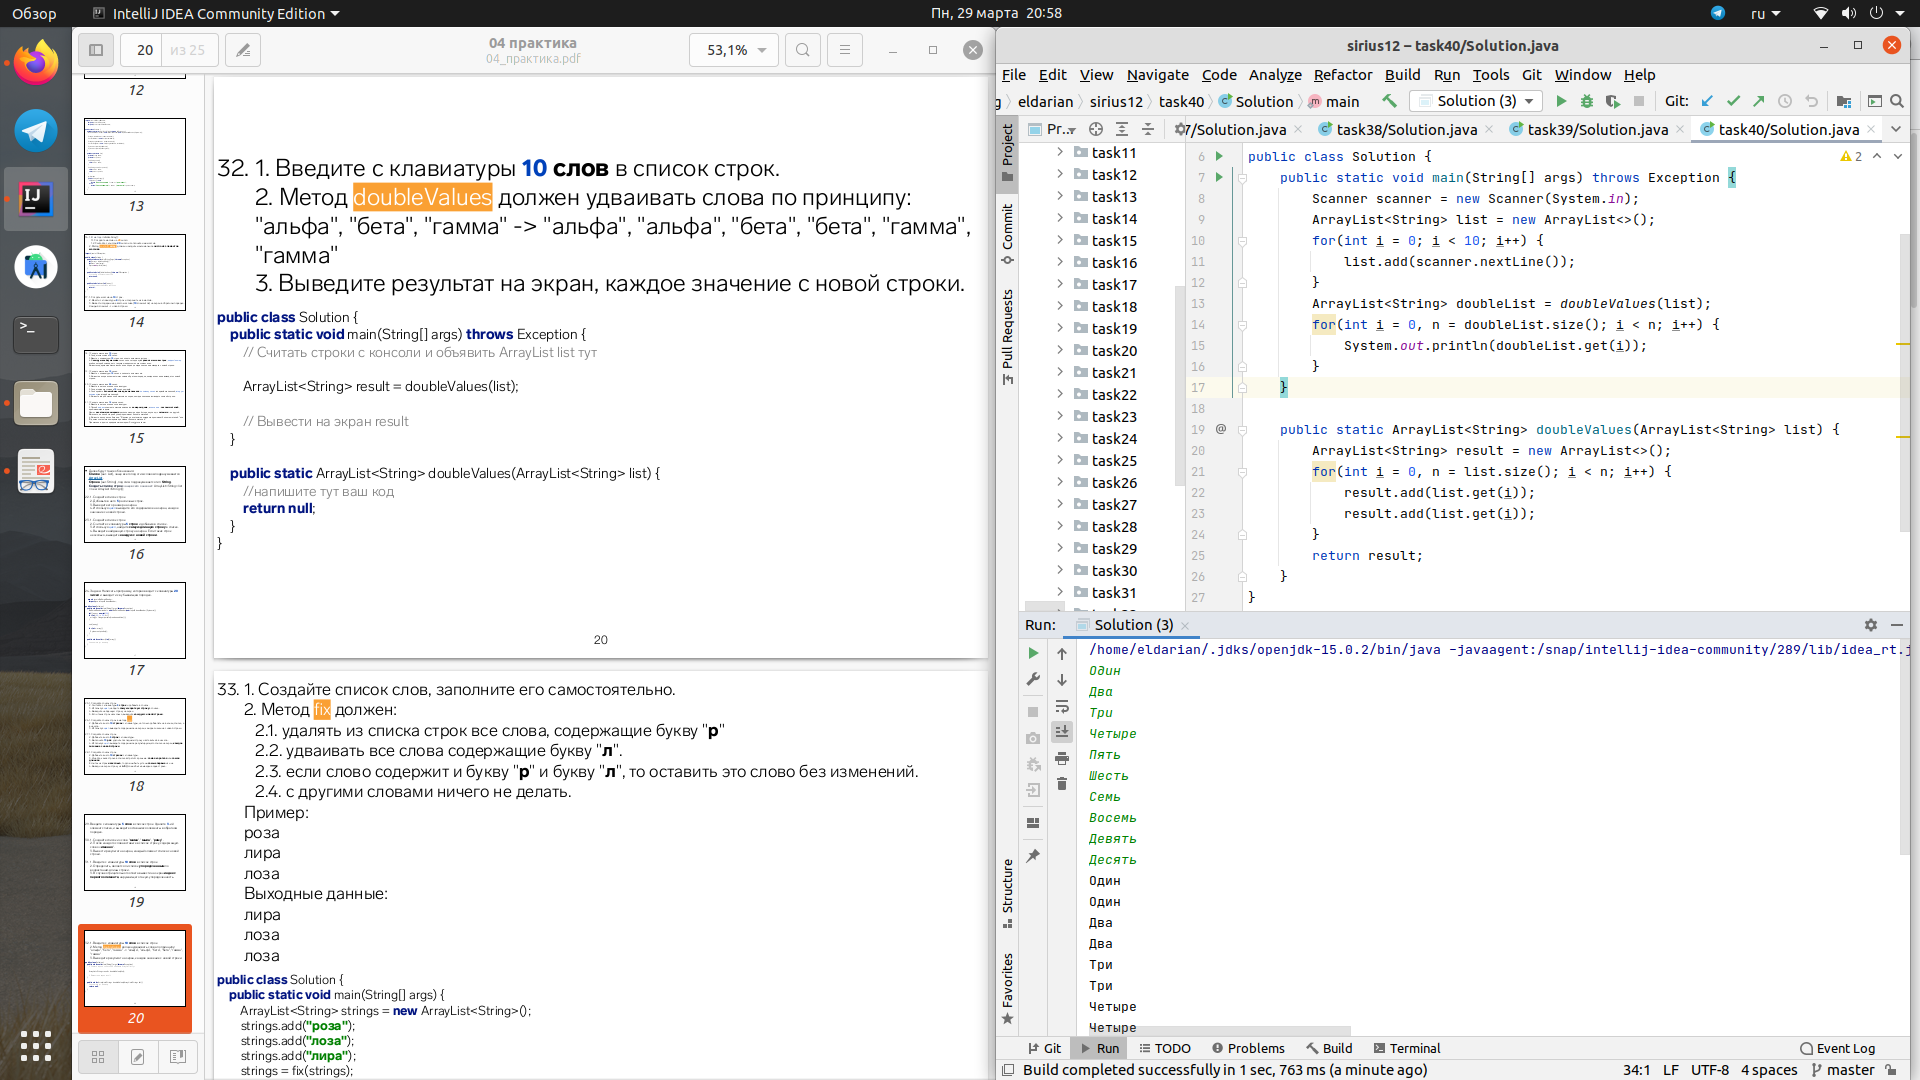 Обзор
IntelliJ IDEA Community Edition
Пн, 29 марта 20:58
ru
20 из 25
04 практика
04_практика.pdf
53,1%
12
13
14
15
16
17
18
19
20
32. 1. Введите с клавиатуры 10 слов в список строк.
2. Метод doubleValues должен удваивать слова по принципу:
"альфа", "бета", "гамма" -> "альфа", "альфа", "бета", "бета", "гамма",
"гамма"
3. Выведите результат на экран, каждое значение с новой строки.
public class Solution {
public static void main(String[] args) throws Exception {
// Считать строки с консоли и объявить ArrayList list тут
ArrayList<String> result = doubleValues(list);
// Вывести на экран result
}
public static ArrayList<String> doubleValues(ArrayList<String> list) {
//напишите тут ваш код
return null;
}
}
20
33. 1. Создайте список слов, заполните его самостоятельно.
2. Метод fix должен:
2.1. удалять из списка строк все слова, содержащие букву "р"
2.2. удваивать все слова содержащие букву "л".
2.3. если слово содержит и букву "р" и букву "л", то оставить это слово без изменений.
2.4. с другими словами ничего не делать.
Пример:
роза
лира
лоза
Выходные данные:
лира
лоза
лоза
public class Solution {
public static void main(String[] args) {
ArrayList<String> strings = new ArrayList<String>();
strings.add("роза");
strings.add("лоза");
strings.add("лира");
strings = fix(strings);
sirius12 – task40/Solution.java
File Edit View Navigate Code Analyze Refactor Build Run Tools Git Window Help
g eldarian sirius12 task40 Solution main
Solution (3)
Git:
Pr...
7/Solution.java
task38/Solution.java
task39/Solution.java
task40/Solution.java
Project
Commit
Pull Requests
Structure
Favorites
task11
task12
task13
task14
task15
task16
task17
task18
task19
task20
task21
task22
task23
task24
task25
task26
task27
task28
task29
task30
task31
2
6 public class Solution {
7 public static void main(String[] args) throws Exception {
8 Scanner scanner = new Scanner(System.in);
9 ArrayList<String> list = new ArrayList<>();
10 for(int i = 0; i < 10; i++) {
11 list.add(scanner.nextLine());
12 }
13 ArrayList<String> doubleList = doubleValues(list);
14 for(int i = 0, n = doubleList.size(); i < n; i++) {
15 System.out.println(doubleList.get(i));
16 }
17 }
18
19 @ public static ArrayList<String> doubleValues(ArrayList<String> list) {
20 ArrayList<String> result = new ArrayList<>();
21 for(int i = 0, n = list.size(); i < n; i++) {
22 result.add(list.get(i));
23 result.add(list.get(i));
24 }
25 return result;
26 }
27 }
Run: Solution (3)
/home/eldarian/.jdks/openjdk-15.0.2/bin/java -javaagent:/snap/intellij-idea-community/289/lib/idea_rt.j
Один
Два
Три
Четыре
Пять
Шесть
Семь
Восемь
Девять
Десять
Один
Один
Два
Два
Три
Три
Четыре
Четыре
Git Run TODO Problems Build Terminal Event Log
Build completed successfully in 1 sec, 763 ms (a minute ago)
34:1 LF UTF-8 4 spaces master